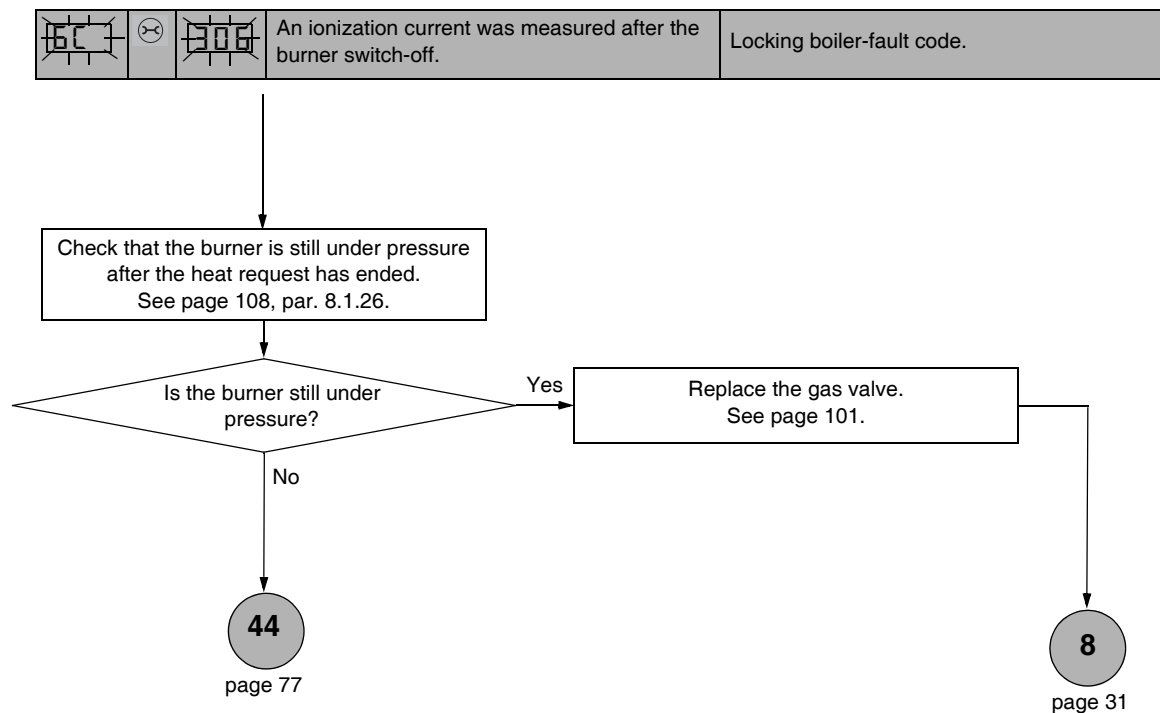 6C
306
An ionization current was measured after the
burner switch-off.
Locking boiler-fault code.
Check that the burner is still under pressure
after the heat request has ended.
See page 108, par. 8.1.26.
Is the burner still under
pressure?
Yes
Replace the gas valve.
See page 101.
No
44
page 77
8
page 31